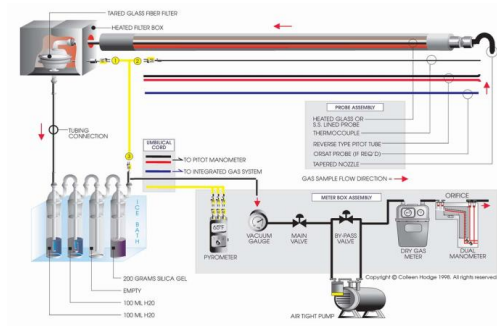 TARED GLASS FIBER FILTER
HEATED FILTER BOX
1
2
PROBE ASSEMBLY
HEATED GLASS OR
S.S. LINED PROBE
THERMOCOUPLE
REVERSE TYPE PITOT TUBE
ORSAT PROBE (IF REQ'D)
TAPERED NOZZLE
TUBING
CONNECTION
UMBILICAL
CORD
TO PITOT MANOMETER
TO INTEGRATED GAS SYSTEM
GAS SAMPLE FLOW DIRECTION =
3
ICE BATH
METER BOX ASSEMBLY
ORIFICE
PYROMETER
VACUUM
GAUGE
MAIN
VALVE
BY-PASS
VALVE
DRY GAS
METER
DUAL
MANOMETER
200 GRAMS SILICA GEL
EMPTY
100 ML H20
100 ML H20
AIR TIGHT PUMP
Copyright © Colleen Hodge 1998. All rights reserved